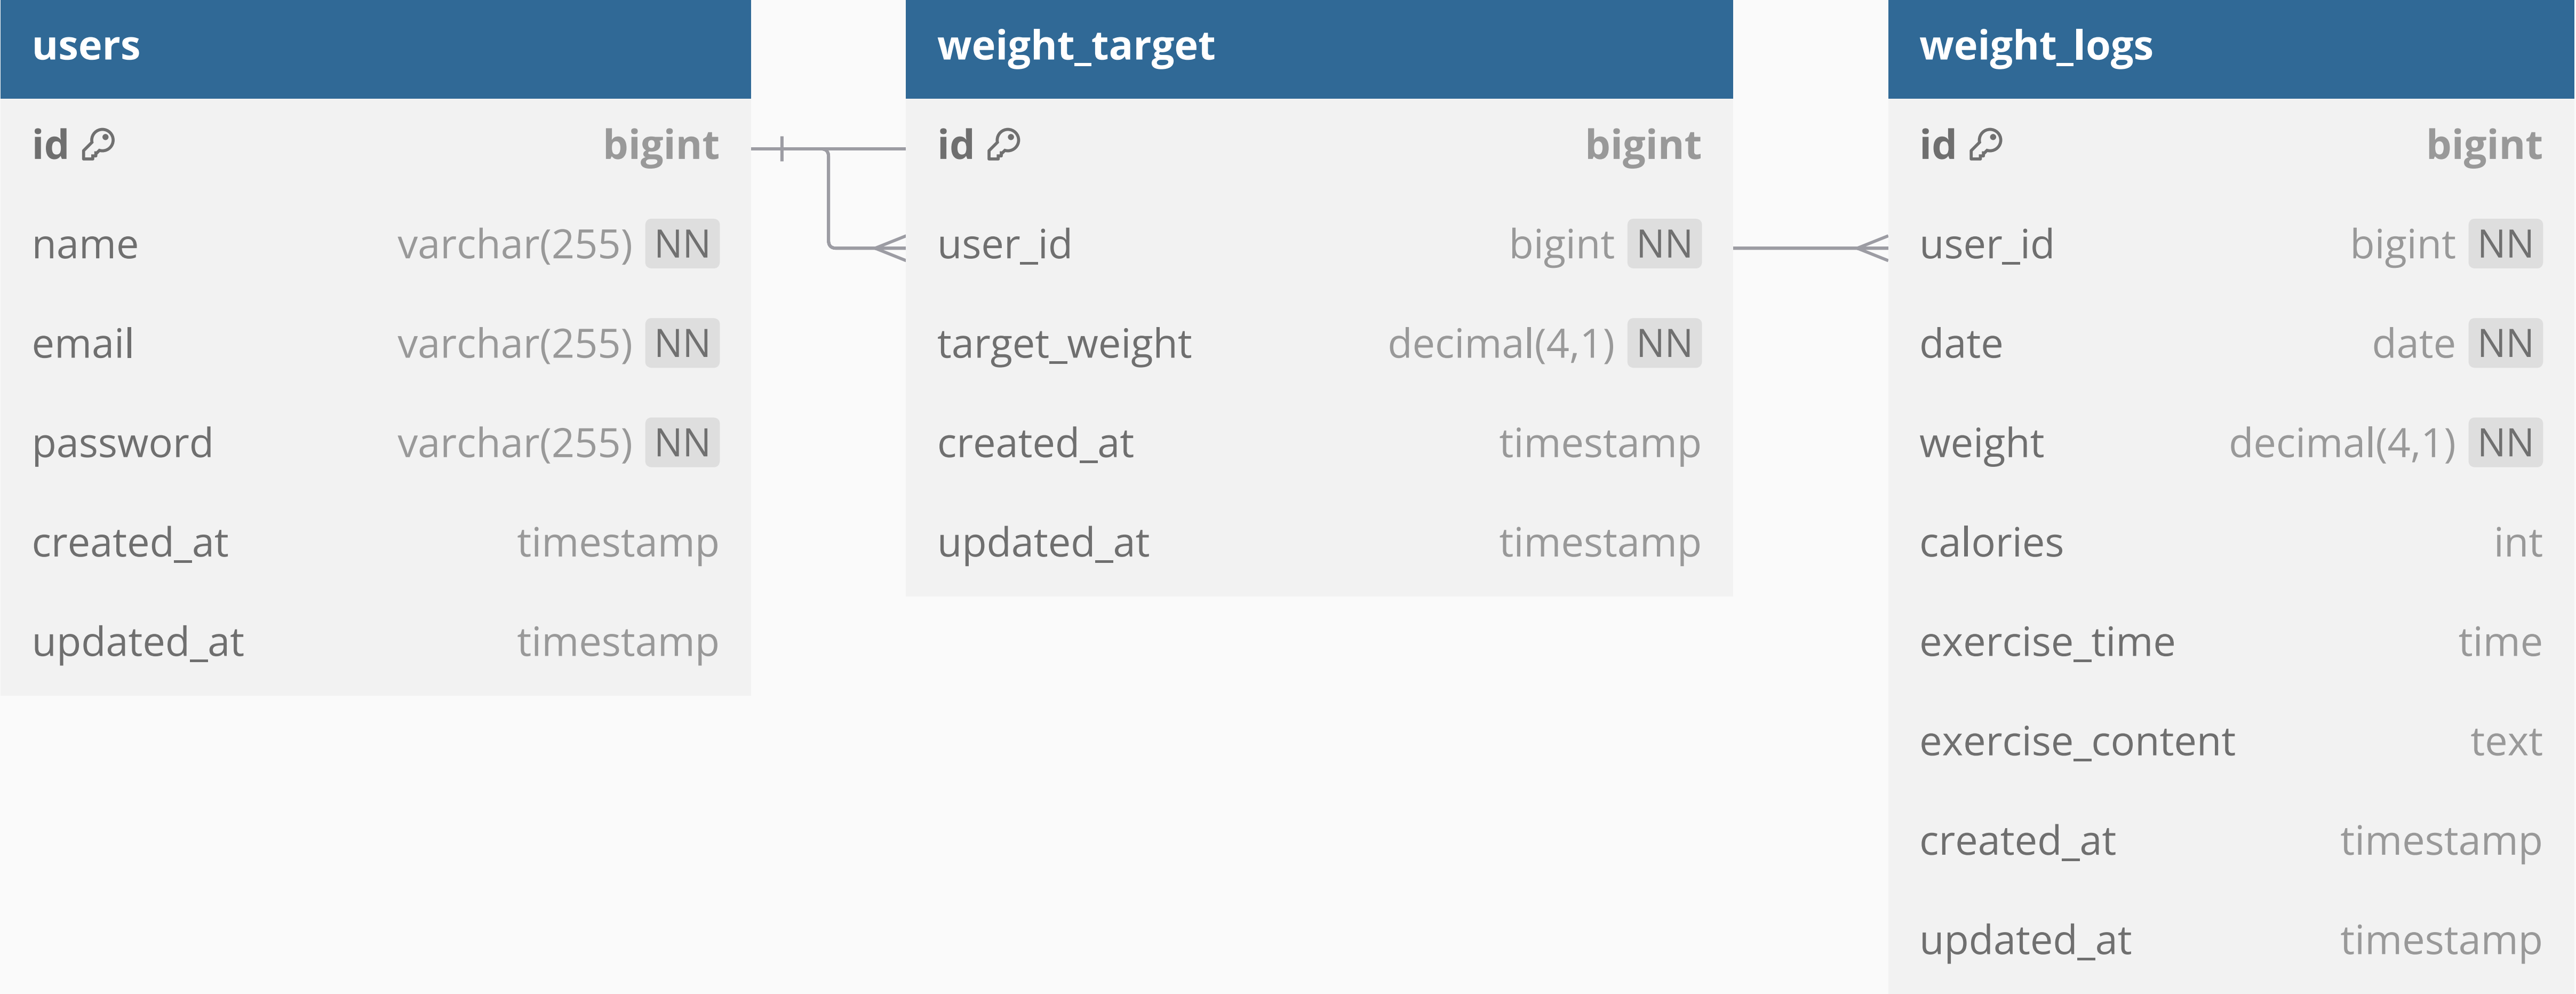 users
id bigint
name varchar(255) NN
email varchar(255) NN
password varchar(255) NN
created_at timestamp
updated_at timestamp
weight_target
id bigint
user_id bigint NN
target_weight decimal(4,1) NN
created_at timestamp
updated_at timestamp
weight_logs
id bigint
user_id bigint NN
date date NN
weight decimal(4,1) NN
calories int
exercise_time time
exercise_content text
created_at timestamp
updated_at timestamp